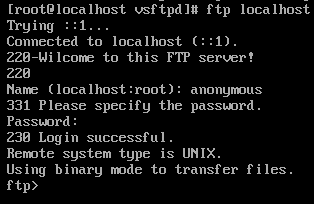 [root@localhost vsftpd]# ftp localhost
Trying ::1...
Connected to localhost (::1).
220-Wilcome to this FTP server!
220
Name (localhost:root): anonymous
331 Please specify the password.
Password:
230 Login successful.
Remote system type is UNIX.
Using binary mode to transfer files.
ftp>